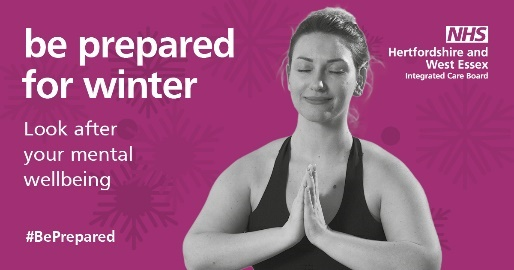 be prepared
for winter
Look after
your mental
wellbeing
#BePrepared
NHS
Hertfordshire and
West Essex
Integrated Care Board